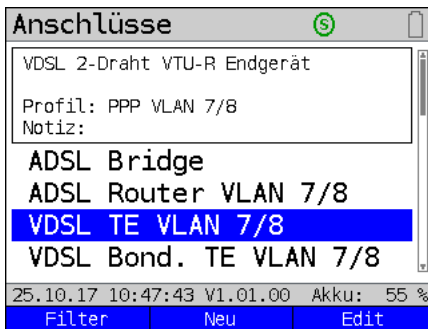 Anschlüsse S
VDSL 2-Draht VTU-R Endgerät
Profil: PPP VLAN 7/8
Notiz:
ADSL Bridge
ADSL Router VLAN 7/8
VDSL TE VLAN 7/8
VDSL Bond. TE VLAN 7/8
25.10.17 10:47:43 V1.01.00 Akku: 55 %
Filter Neu Edit